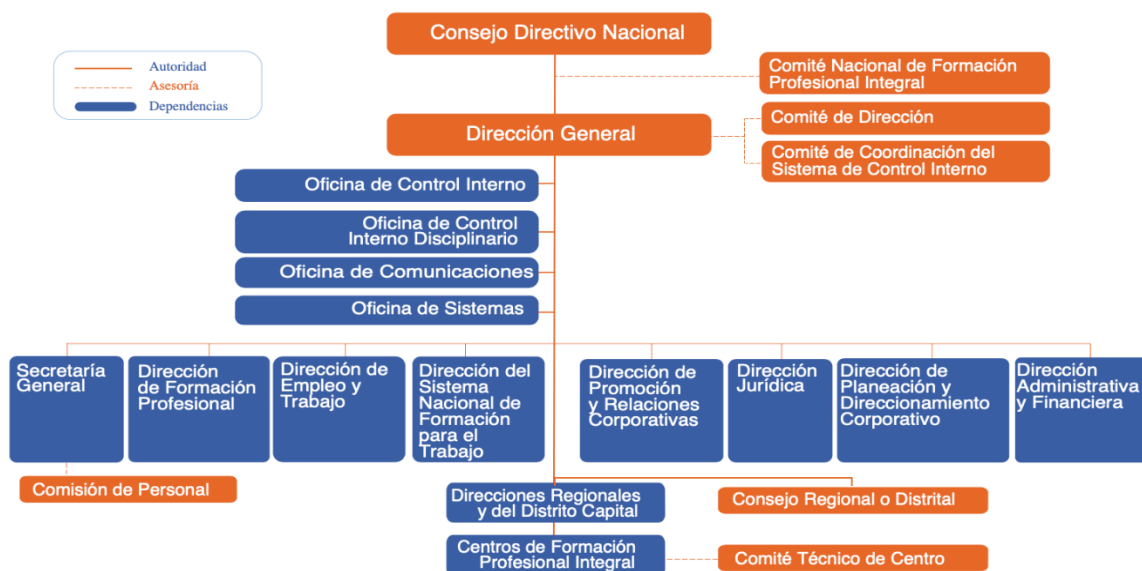 Consejo Directivo Nacional
Autoridad
Asesoría
Dependencias
Comité Nacional de Formación
Profesional Integral
Dirección General
Comité de Dirección
Comité de Coordinación del
Sistema de Control Interno
Oficina de Control Interno
Oficina de Control
Interno Disciplinario
Oficina de Comunicaciones
Oficina de Sistemas
Secretaría
General
Dirección
de Formación
Profesional
Dirección de
Empleo y
Trabajo
Dirección del
Sistema
Nacional de
Formación
para el
Trabajo
Dirección de
Promoción
y Relaciones
Corporativas
Dirección
Jurídica
Dirección de
Planeación y
Direccionamiento
Corporativo
Dirección
Administrativa
y Financiera
Comisión de Personal
Direcciones Regionales
y del Distrito Capital
Consejo Regional o Distrital
Centros de Formación
Profesional Integral
Comité Técnico de Centro